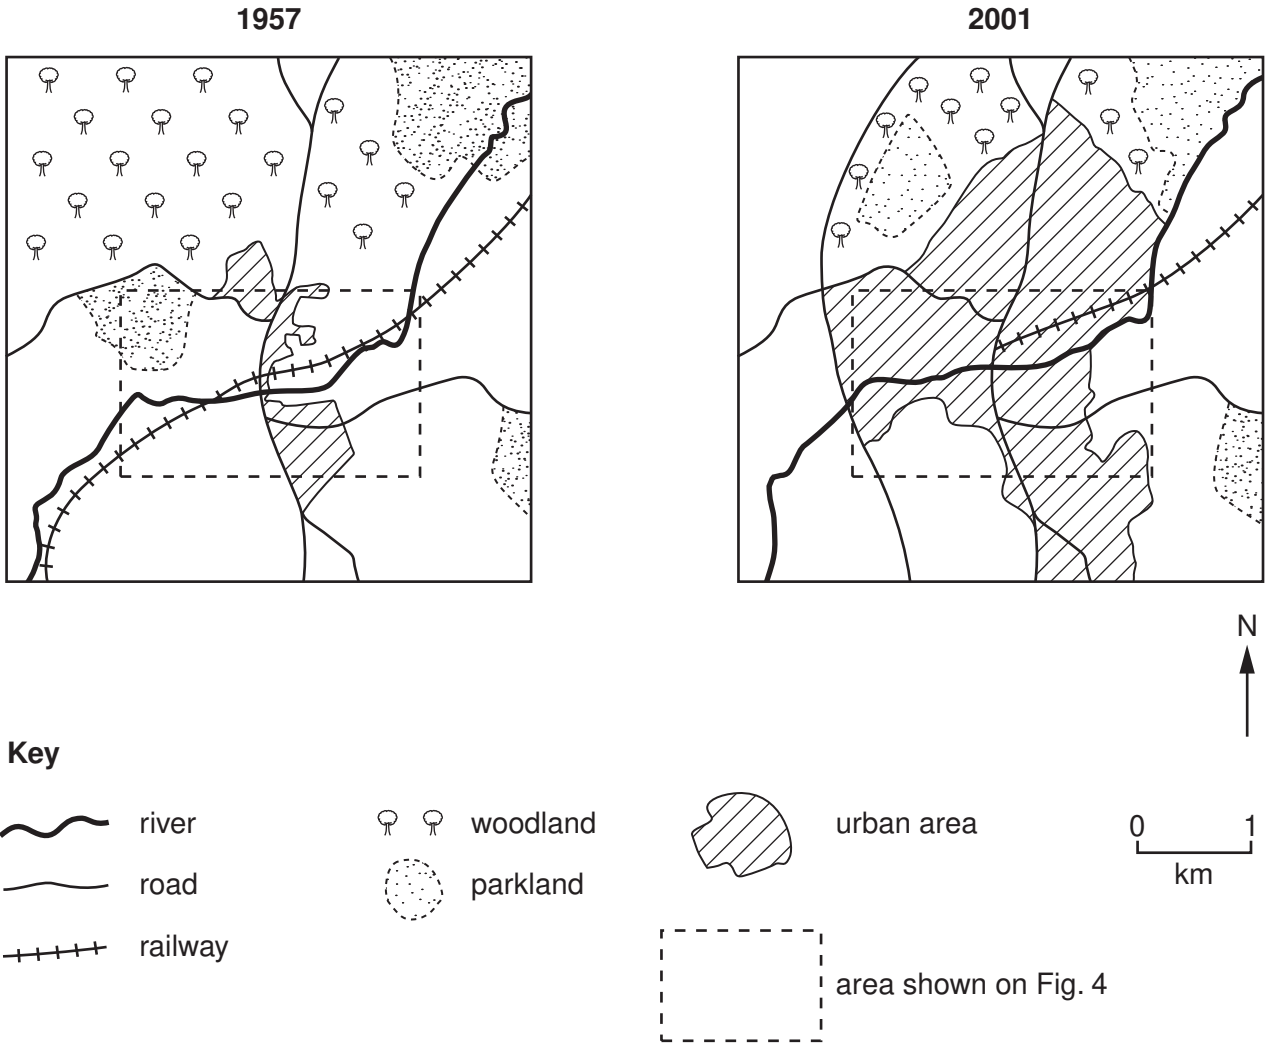 1957
2001
N
Key
river
woodland
urban area
0 1
km
road
parkland
railway
area shown on Fig. 4